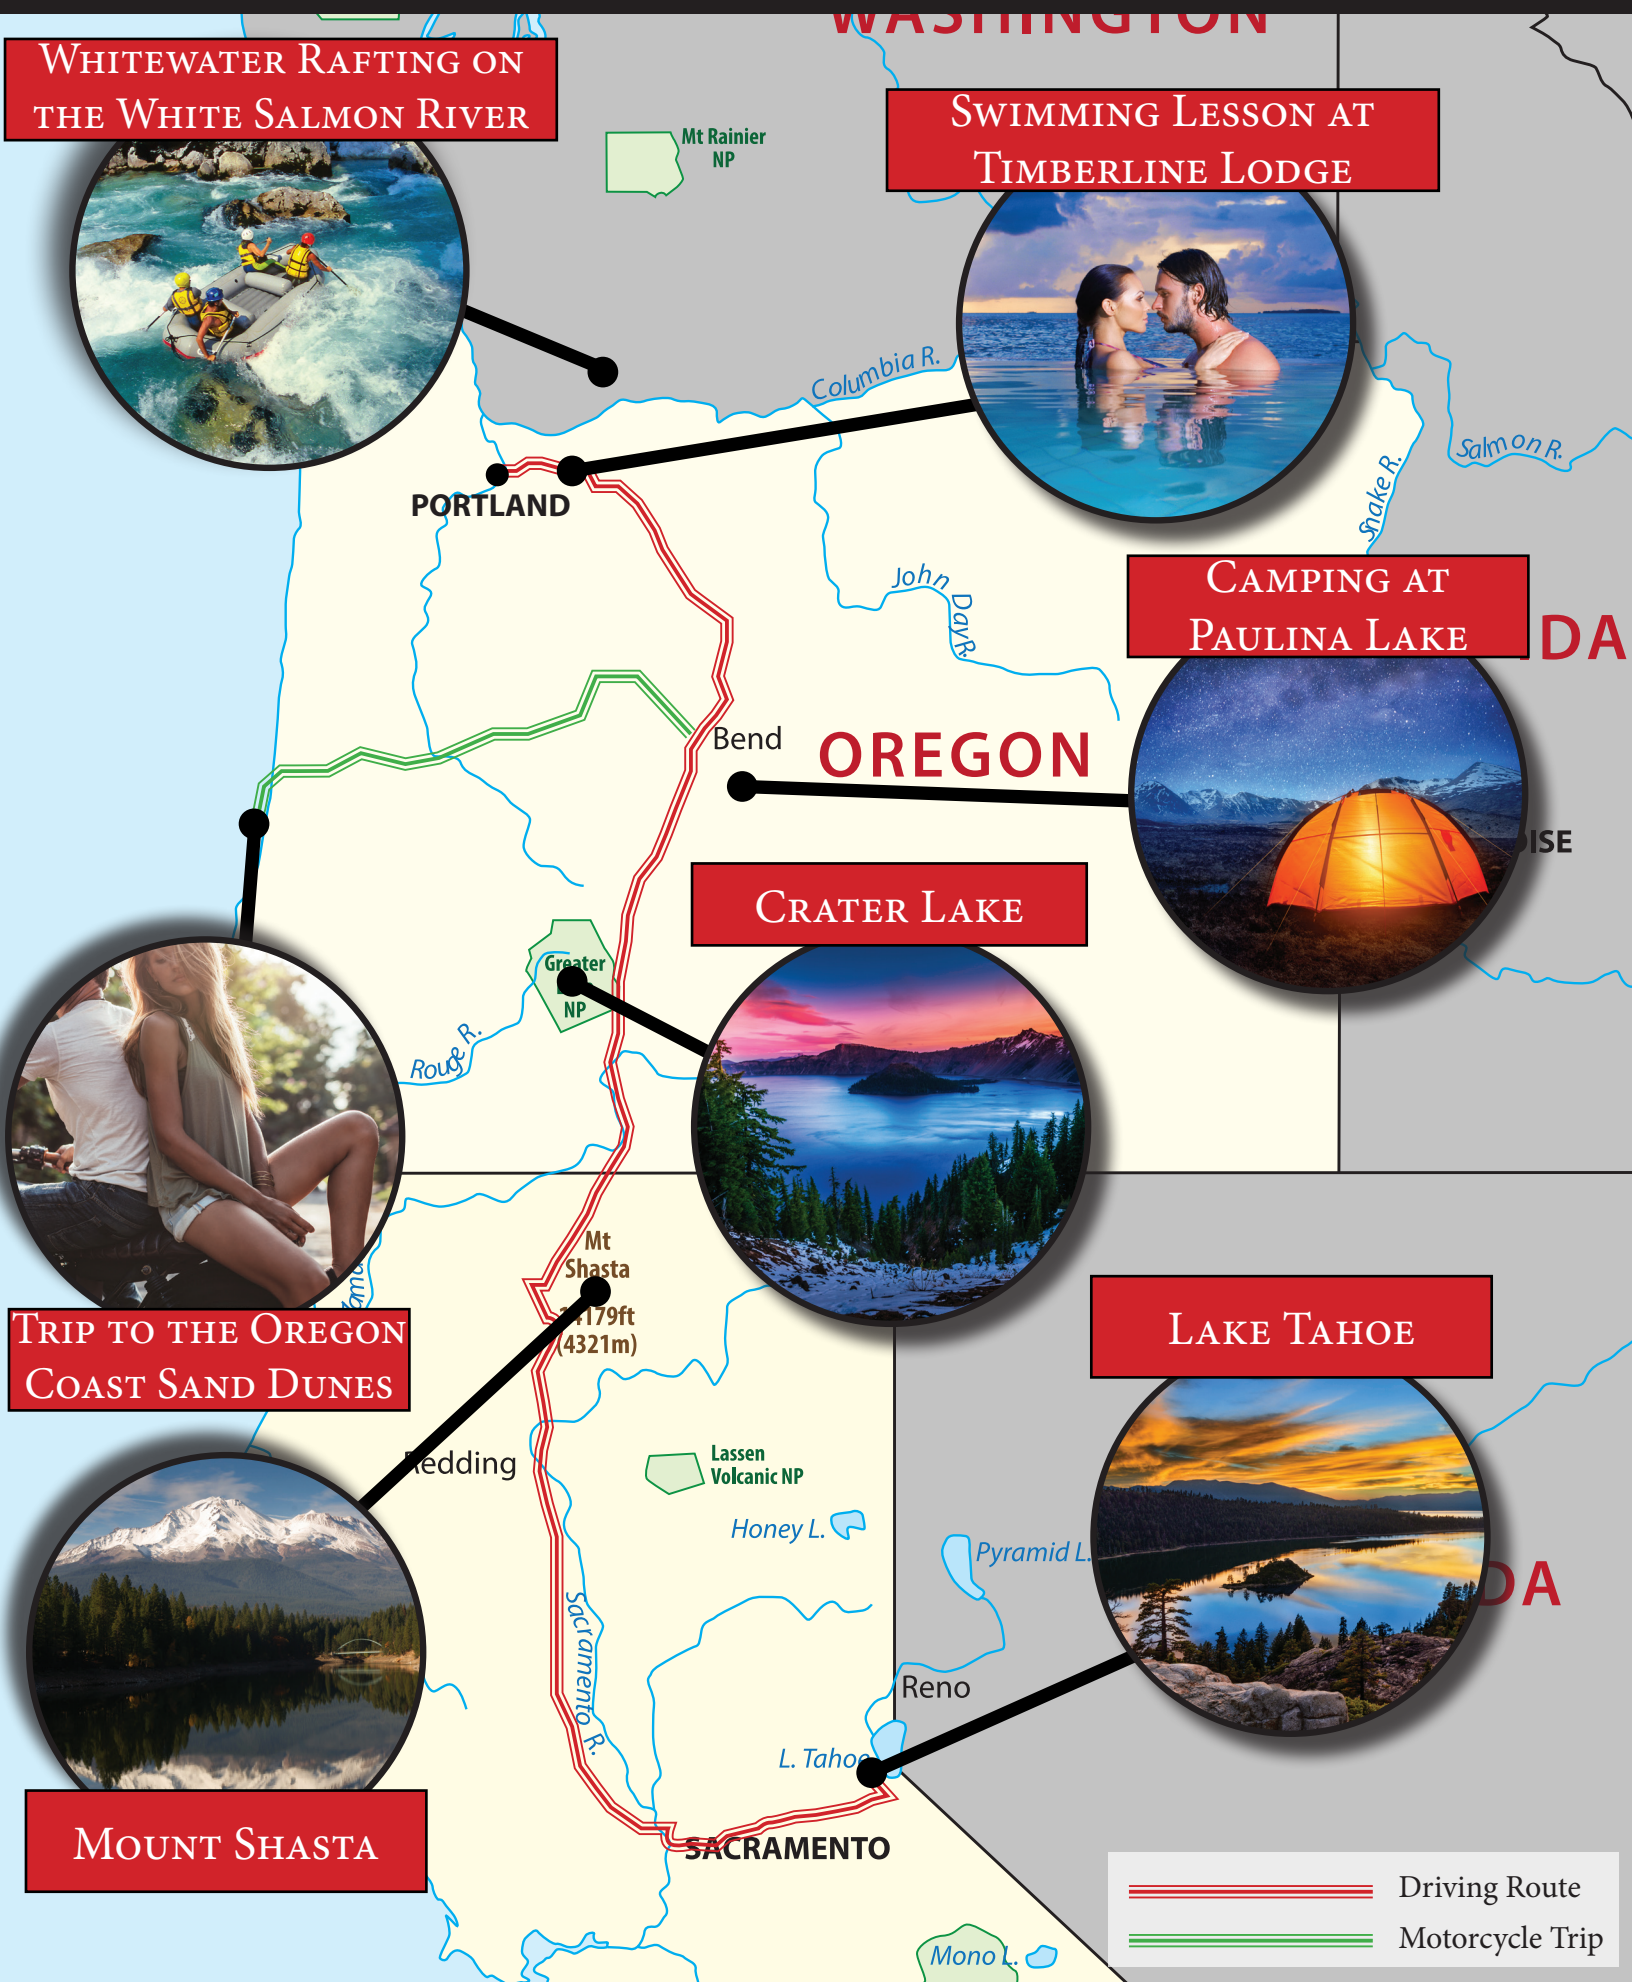 WASHINGTON
WHITEWATER RAFTING ON
THE WHITE SALMON RIVER
SWIMMING LESSON AT
TIMBERLINE LODGE
Mt Rainier
NP
Columbia R.
Salmon R.
Snake R.
PORTLAND
John Day R.
CAMPING AT
PAULINA LAKE
DA
Bend
OREGON
ISE
CRATER LAKE
Greater
NP
Rouge R.
Mt
Shasta
14179ft
(4321m)
TRIP TO THE OREGON
COAST SAND DUNES
LAKE TAHOE
Redding
Lassen
Volcanic NP
Honey L.
Pyramid L.
DA
Sacramento R.
Reno
L. Tahoe
MOUNT SHASTA
SACRAMENTO
Driving Route
Motorcycle Trip
Mono L.